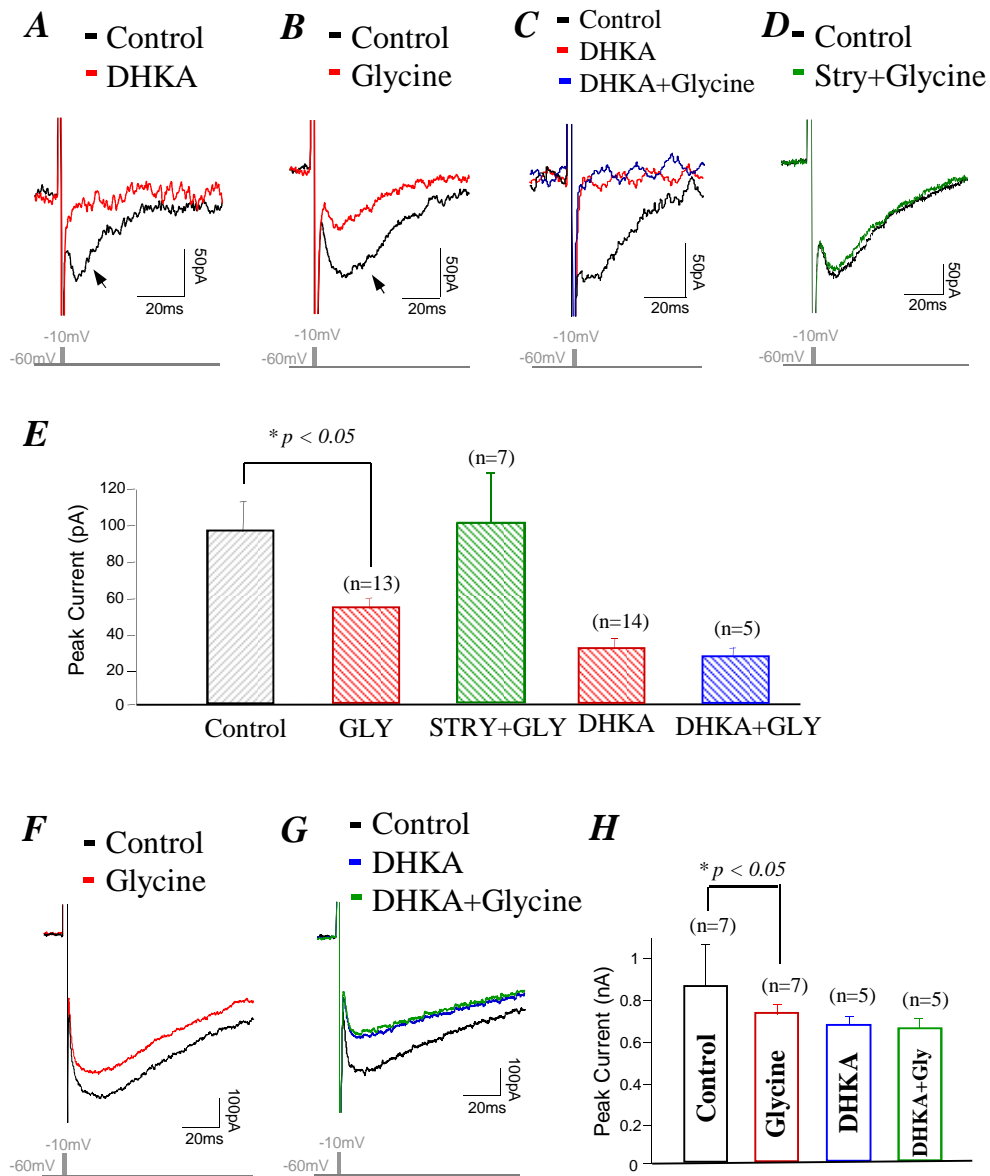 A
Control
DHKA
50pA
20ms
-10mV
-60mV
B
Control
Glycine
50pA
20ms
-10mV
-60mV
C
Control
DHKA
DHKA+Glycine
50pA
20ms
-10mV
-60mV
D
Control
Stry+Glycine
50pA
20ms
-10mV
-60mV
E
* p < 0.05
(n=7)
(n=13)
(n=14)
(n=5)
Peak Current (pA)
120
100
80
60
40
20
0
Control
GLY
STRY+GLY
DHKA
DHKA+GLY
F
Control
Glycine
100pA
20ms
-10mV
-60mV
G
Control
DHKA
DHKA+Glycine
100pA
20ms
-10mV
-60mV
H
* p < 0.05
(n=7)
(n=7)
(n=5)
(n=5)
Peak Current (nA)
1
0.8
0.6
0.4
0.2
0
Control
Glycine
DHKA
DHKA+Gly